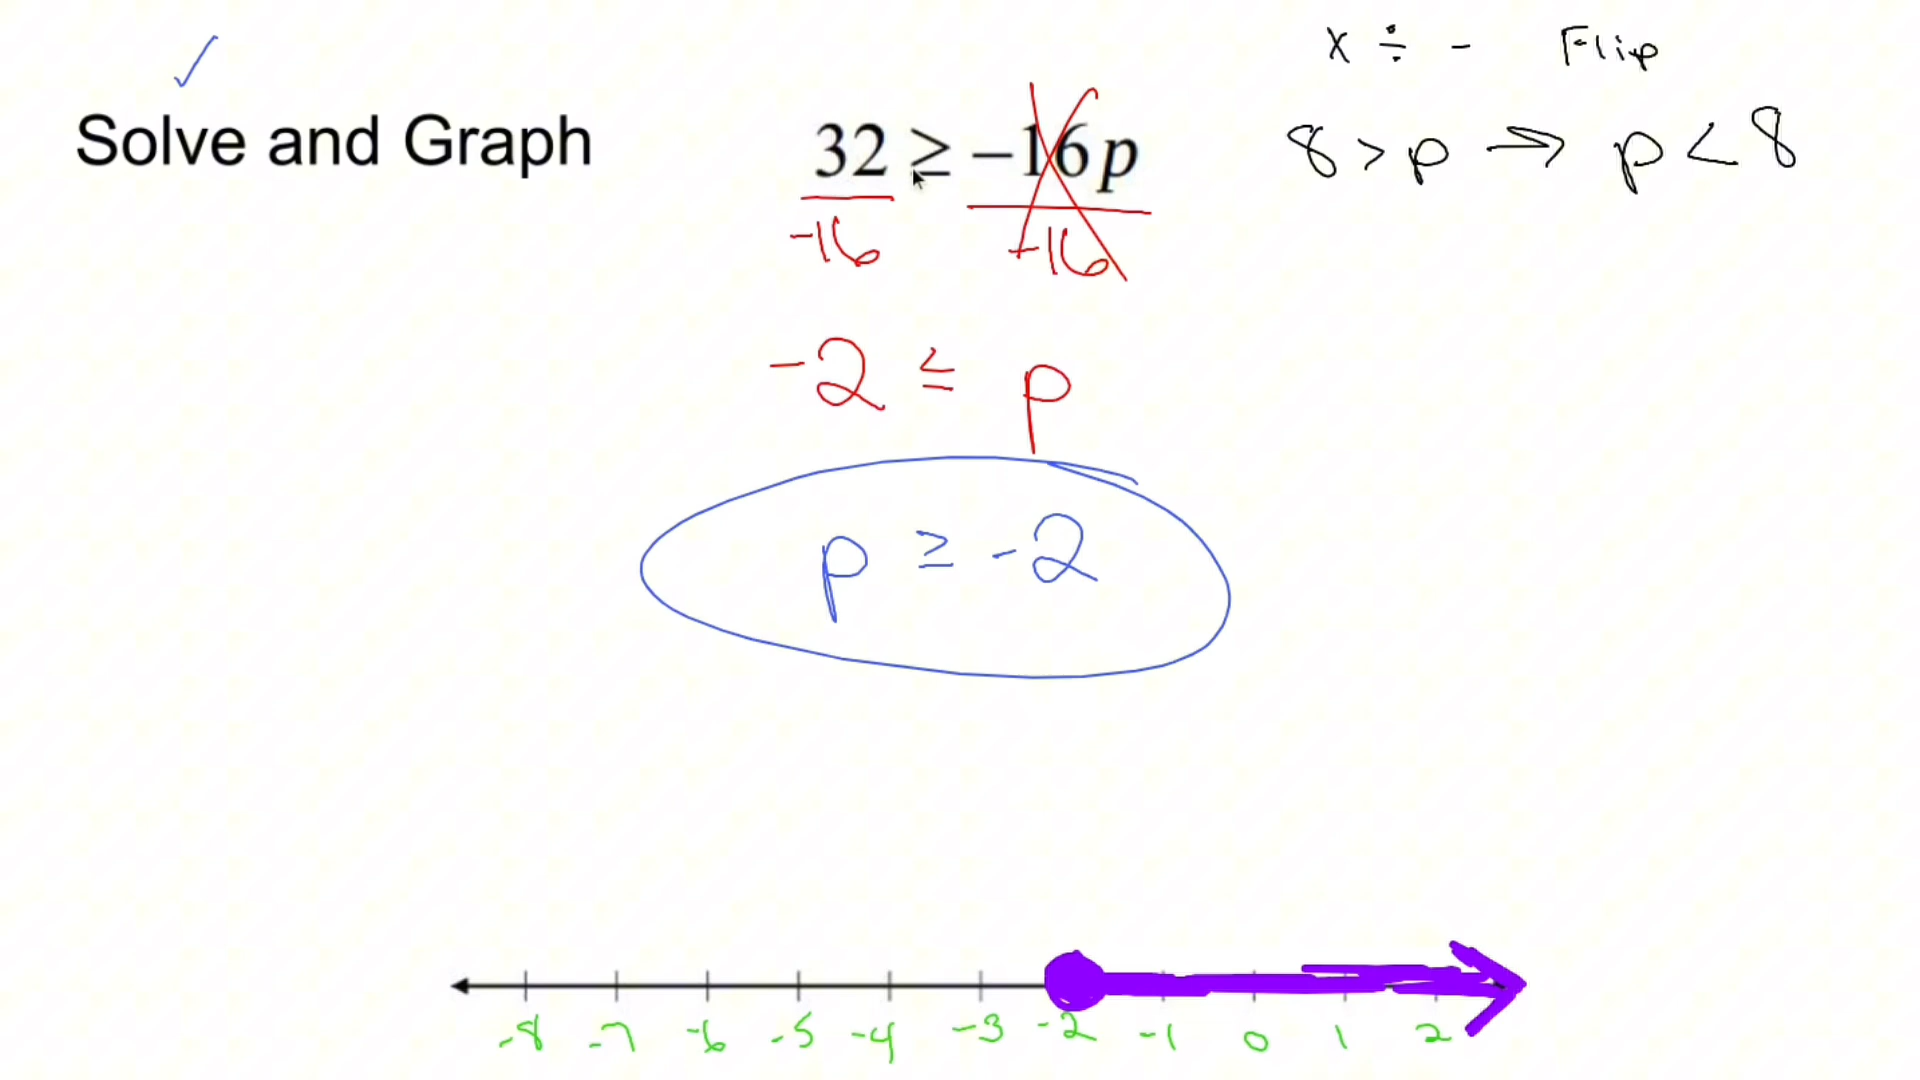 x ÷ - Flip
Solve and Graph
32 ≥ −16p
8 > p ⇒ p < 8
-16 -16
-2 ≤ p
p ≥ -2
-8 -7 -6 -5 -4 -3 -2 -1 0 1 2